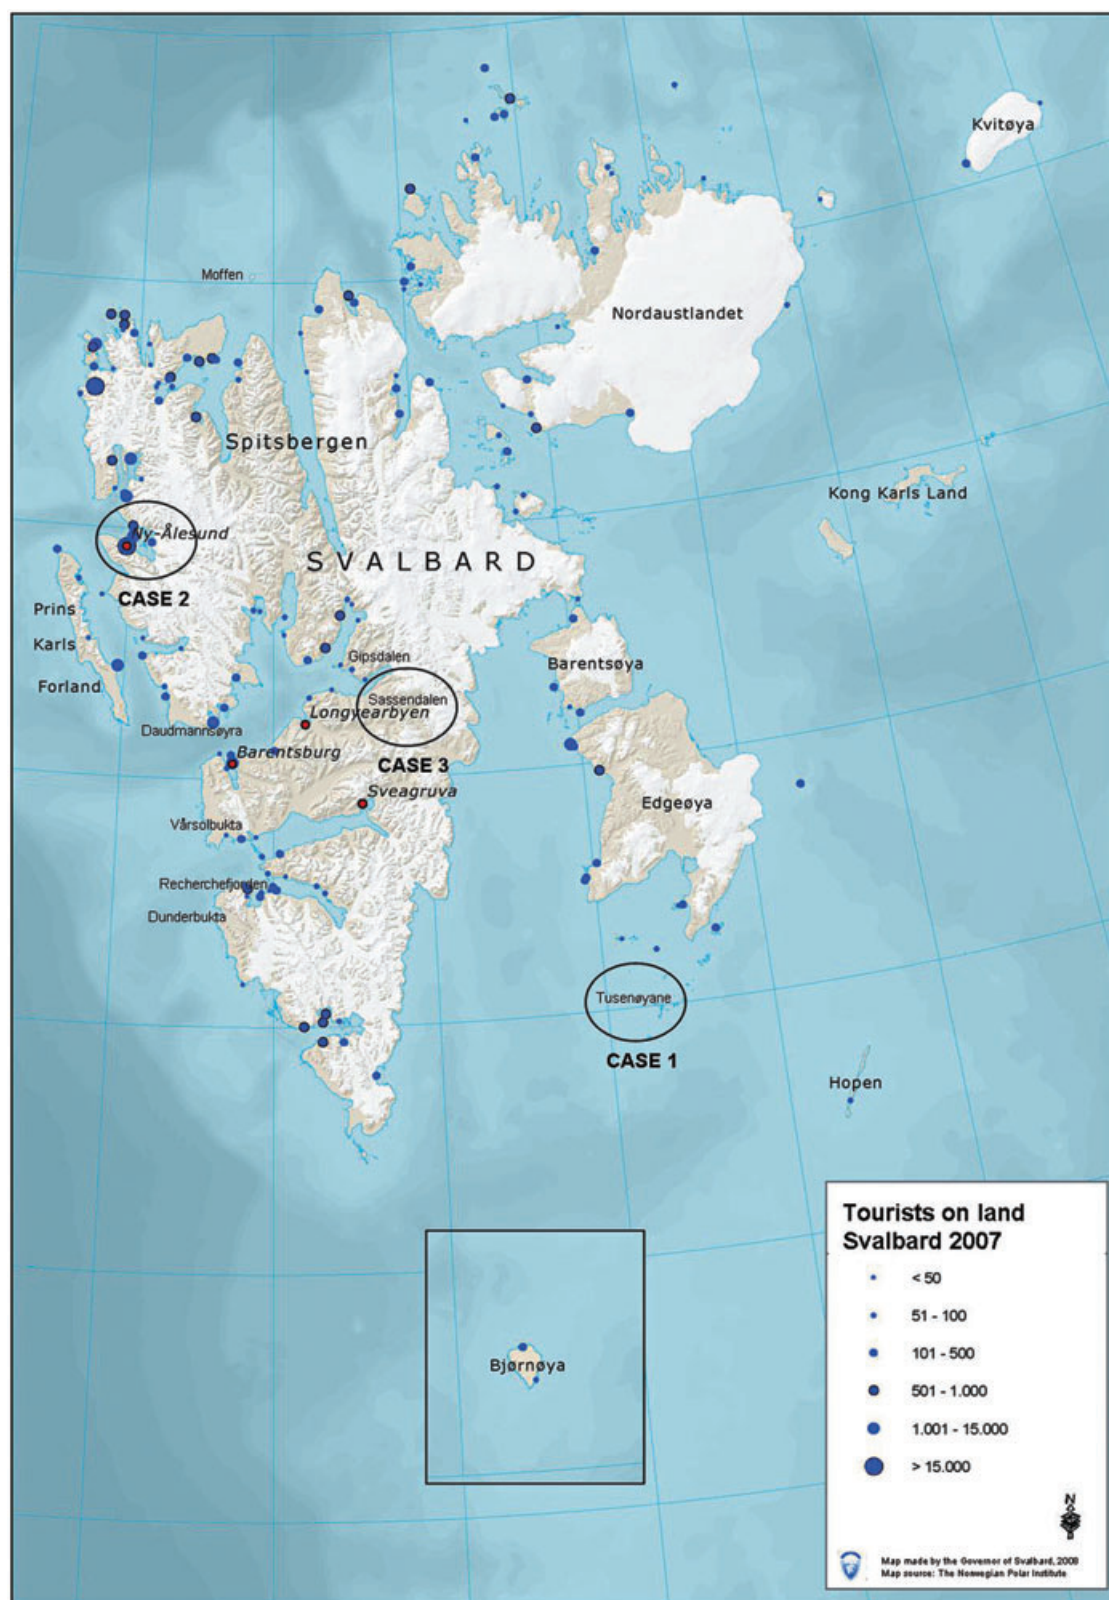 Kvitøya
Moffen
Nordaustlandet
Spitsbergen
Kong Karls Land
Ny-Ålesund
SVALBARD
CASE 2
Prins
Karls
Forland
Gipsdalen
Barentsøya
Sassendalen
Longyearbyen
Daudmannsøyra
Barentsburg
CASE 3
Sveagruva
Edgeøya
Vårsolbukta
Recherchefjorden
Dunderbukta
Tusenøyane
CASE 1
Hopen
Bjørnøya
Tourists on land
Svalbard 2007
< 50
51 - 100
101 - 500
501 - 1.000
1.001 - 15.000
> 15.000
N
Map made by the Governor of Svalbard, 2008
Map source: The Norwegian Polar Institute